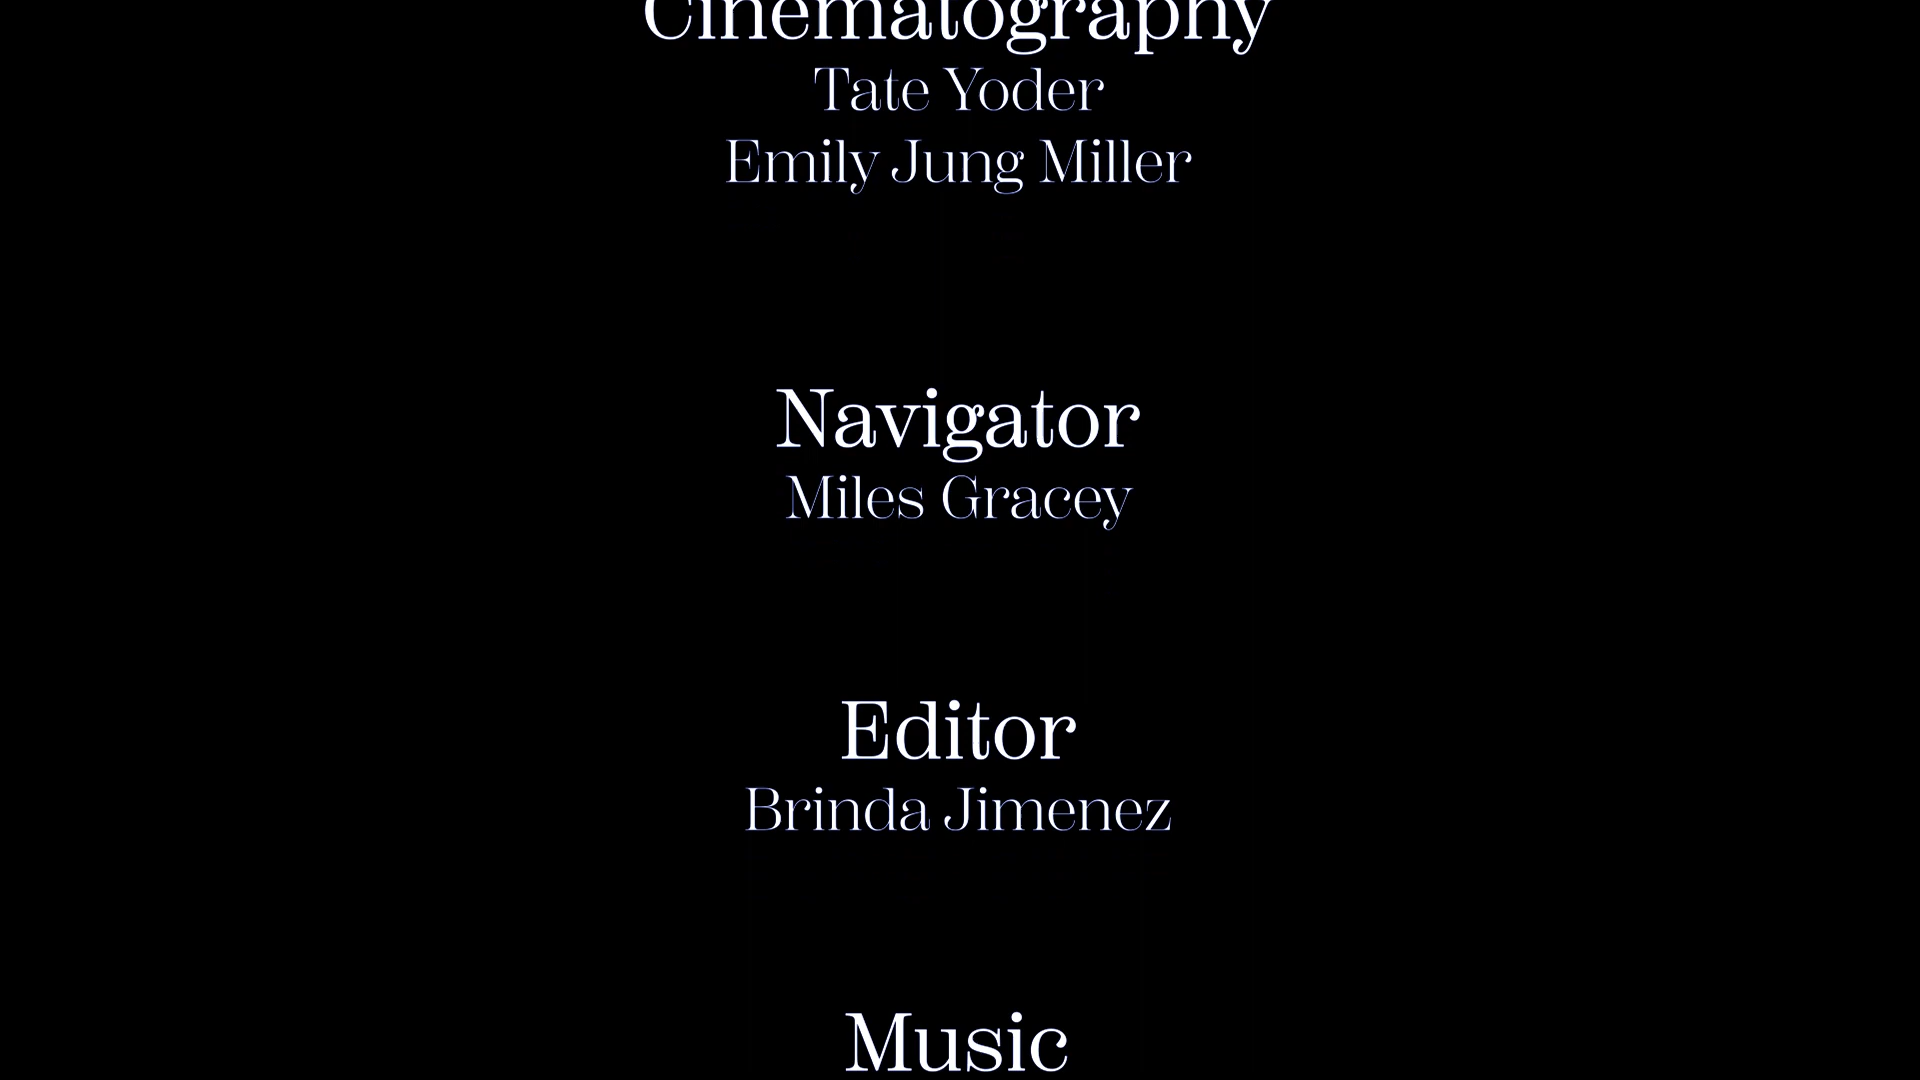 Cinematography
Tate Yoder
Emily Jung Miller
Navigator
Miles Gracey
Editor
Brinda Jimenez
Music